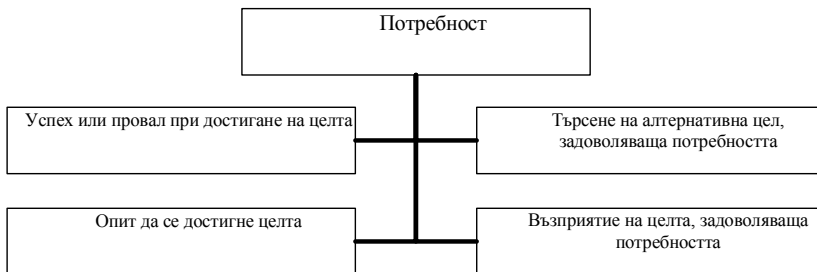 Потребност
Успех или провал при достигане на целта
Търсене на алтернативна цел,
задоволяваща потребността
Опит да се достигне целта
Възприятие на целта, задоволяваща
потребността